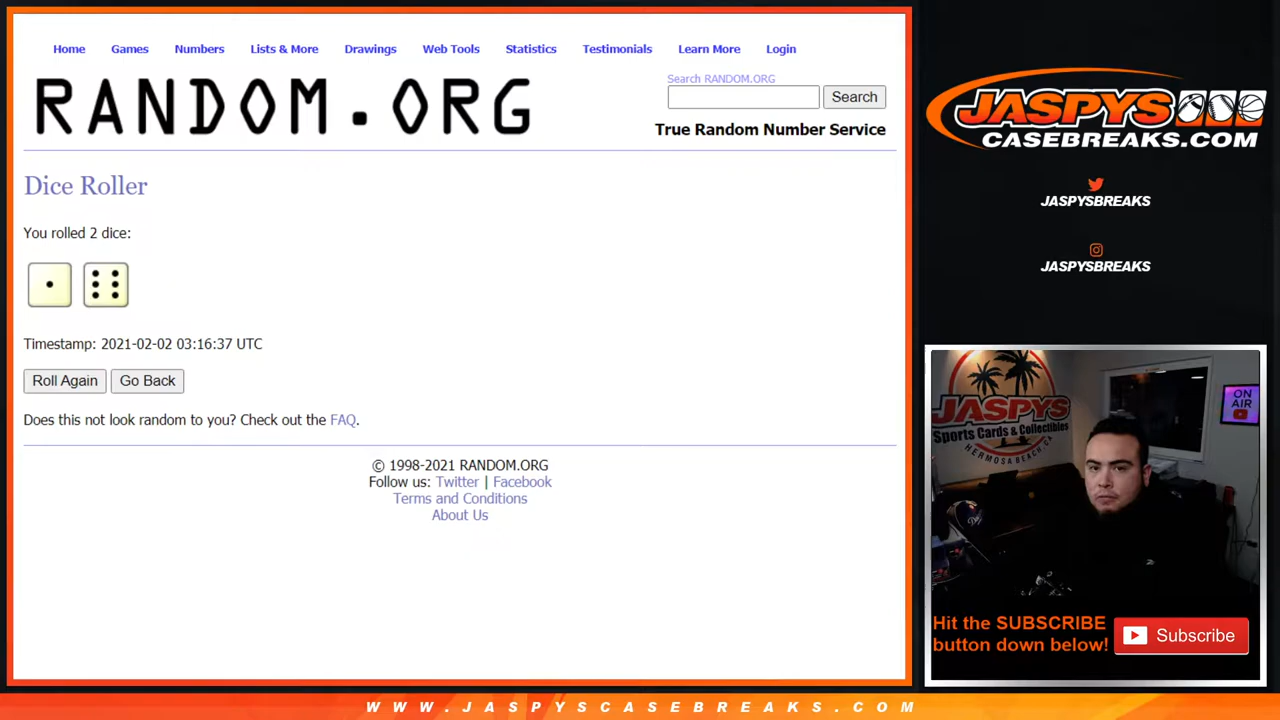 Home Games Numbers Lists & More Drawings Web Tools Statistics Testimonials Learn More Login
RANDOM.ORG
Search RANDOM.ORG
Search
True Random Number Service
Dice Roller
You rolled 2 dice:
Timestamp: 2021-02-02 03:16:37 UTC
Roll Again Go Back
Does this not look random to you? Check out the FAQ.
© 1998-2021 RANDOM.ORG
Follow us: Twitter | Facebook
Terms and Conditions
About Us
JASPYS
CASEBREAKS.COM
JASPYSBREAKS
JASPYSBREAKS
JASPYS
Sports Cards & Collectibles
HERMOSA BEACH, CA
ON
AIR
Hit the SUBSCRIBE
button down below!
Subscribe
WWW.JASPYSCASEBREAKS.COM